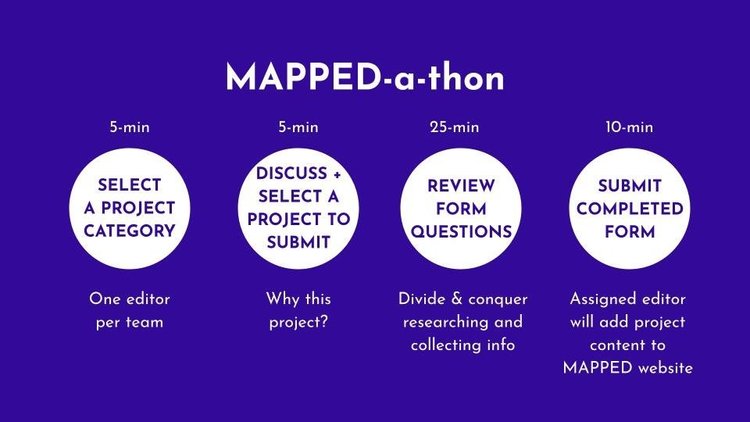 MAPPED-a-thon
5-min
SELECT
A PROJECT
CATEGORY
One editor
per team
5-min
DISCUSS +
SELECT A
PROJECT TO
SUBMIT
Why this
project?
25-min
REVIEW
FORM
QUESTIONS
Divide & conquer
researching and
collecting info
10-min
SUBMIT
COMPLETED
FORM
Assigned editor
will add project
content to
MAPPED website